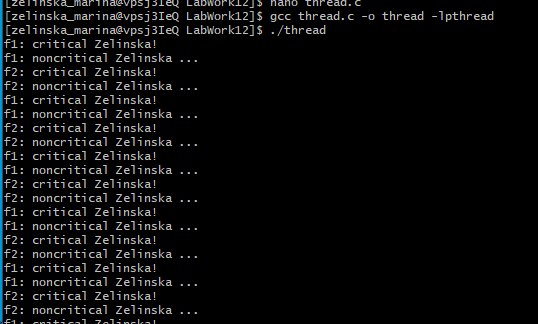 [zelinska_marina@vpsj3IeQ LabWork12]$ nano thread.c
[zelinska_marina@vpsj3IeQ LabWork12]$ gcc thread.c -o thread -lpthread
[zelinska_marina@vpsj3IeQ LabWork12]$ ./thread
f1: critical Zelinska!
f1: noncritical Zelinska ...
f2: critical Zelinska!
f2: noncritical Zelinska ...
f1: critical Zelinska!
f1: noncritical Zelinska ...
f2: critical Zelinska!
f2: noncritical Zelinska ...
f1: critical Zelinska!
f1: noncritical Zelinska ...
f2: critical Zelinska!
f2: noncritical Zelinska ...
f1: critical Zelinska!
f1: noncritical Zelinska ...
f2: critical Zelinska!
f2: noncritical Zelinska ...
f1: critical Zelinska!
f1: noncritical Zelinska ...
f2: critical Zelinska!
f2: noncritical Zelinska ...
f1: critical Zelinska!